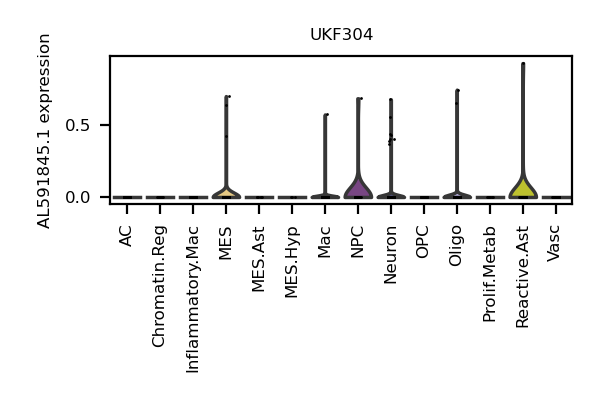 UKF304
AL591845.1 expression
0.5
0.0
AC
Chromatin.Reg
Inflammatory.Mac
MES
MES.Ast
MES.Hyp
Mac
NPC
Neuron
OPC
Oligo
Prolif.Metab
Reactive.Ast
Vasc